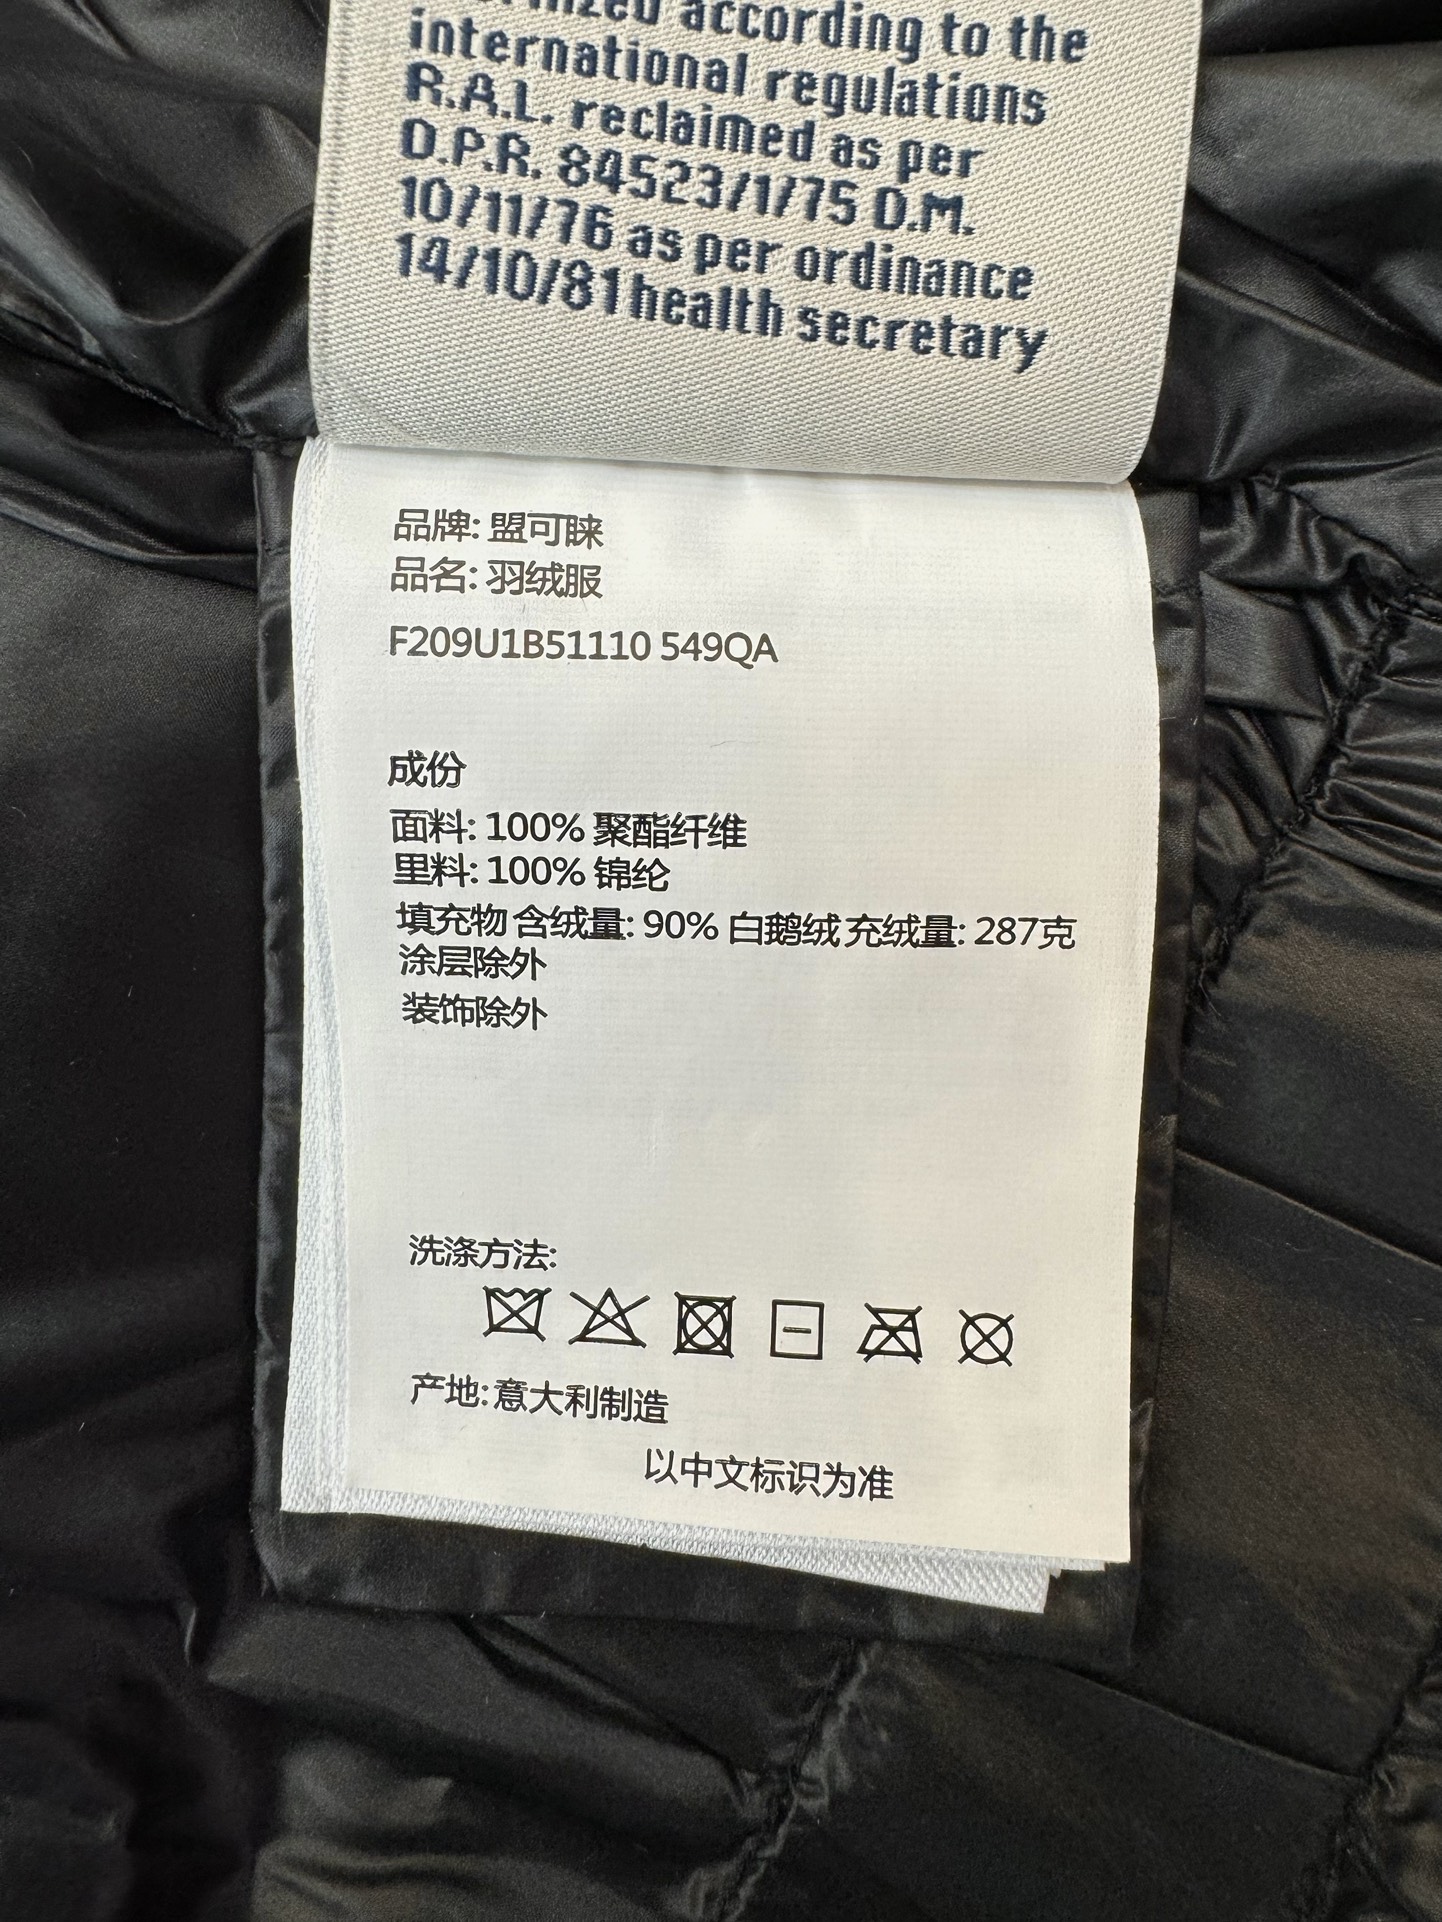 according to the
international regulations
R.A.L. reclaimed as per
D.P.R. 84523/1/75 D.M.
10/11/76 as per ordinance
14/10/81 health secretary
品牌: 盟可睐
品名: 羽绒服
F209U1B51110 549QA
成份
面料: 100% 聚酯纤维
里料: 100% 锦纶
填充物 含绒量: 90% 白鹅绒 充绒量: 287克
涂层除外
装饰除外
洗涤方法:
产地: 意大利制造
以中文标识为准